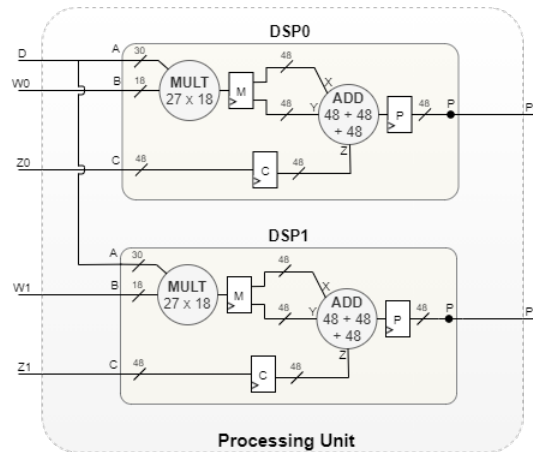 DSP0
D
A
30
48
W0
B
18
MULT
27 x 18
M
X
48
Y
ADD
48 + 48
+ 48
P
48
P
P
Z
Z0
C
48
C
48
DSP1
A
30
48
W1
B
18
MULT
27 x 18
M
X
48
Y
ADD
48 + 48
+ 48
P
48
P
P
Z
Z1
C
48
C
48
Processing Unit